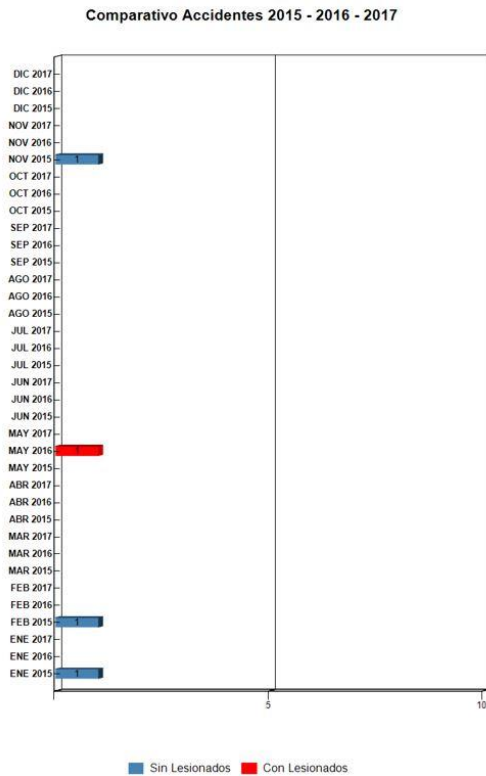 Comparativo Accidentes 2015 - 2016 - 2017
DIC 2017
DIC 2016
DIC 2015
NOV 2017
NOV 2016
NOV 2015 1
OCT 2017
OCT 2016
OCT 2015
SEP 2017
SEP 2016
SEP 2015
AGO 2017
AGO 2016
AGO 2015
JUL 2017
JUL 2016
JUL 2015
JUN 2017
JUN 2016
JUN 2015
MAY 2017
MAY 2016 1
MAY 2015
ABR 2017
ABR 2016
ABR 2015
MAR 2017
MAR 2016
MAR 2015
FEB 2017
FEB 2016
FEB 2015 1
ENE 2017
ENE 2016
ENE 2015 1
5 10
Sin Lesionados Con Lesionados